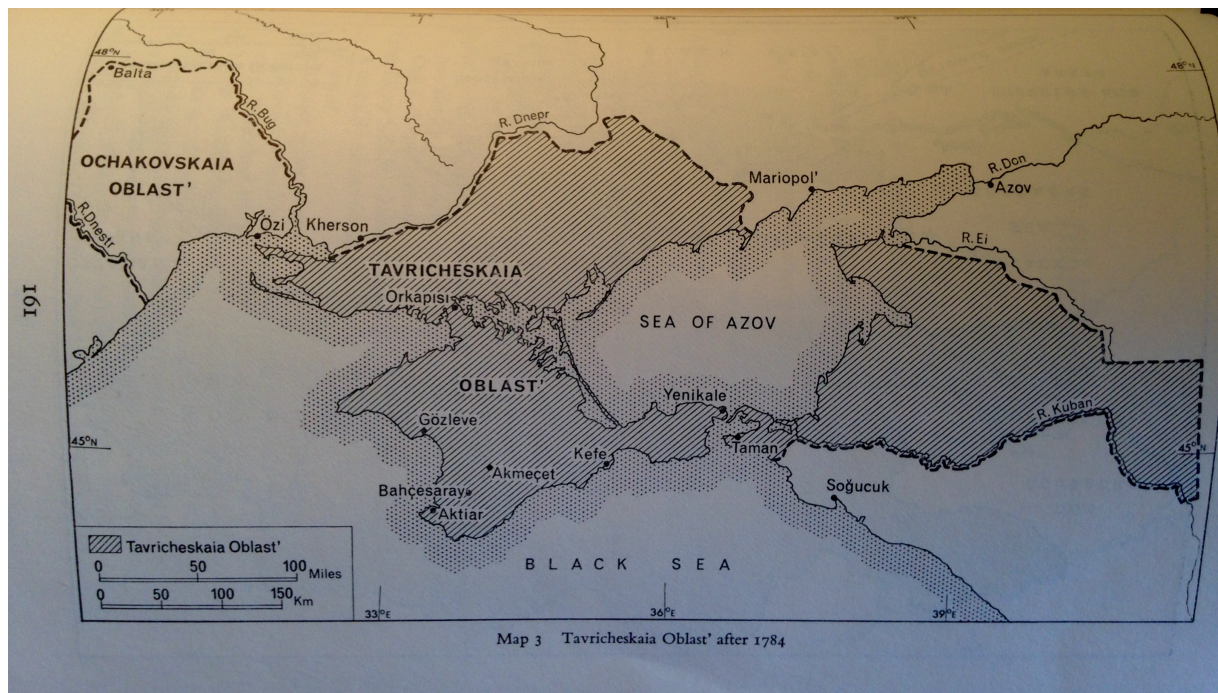 48°N
Balta
R. Bug
R. Dnepr
48°N
OCHAKOVSKAIA
OBLAST'
R. Dnestr
Özi
Kherson
Mariopol'
R. Don
Azov
R. Ei
TAVRICHESKAIA
Orkapısı
SEA OF AZOV
OBLAST'
Yenikale
R. Kuban
Gözleve
45°N
Taman
45°N
Kefe
Akmeçet
Bahçesaray
Soğucuk
Aktiar
BLACK SEA
Tavricheskaia Oblast'
0 50 100 Miles
0 50 100 150 Km
33°E
36°E
39°E
Map 3 Tavricheskaia Oblast' after 1784
191